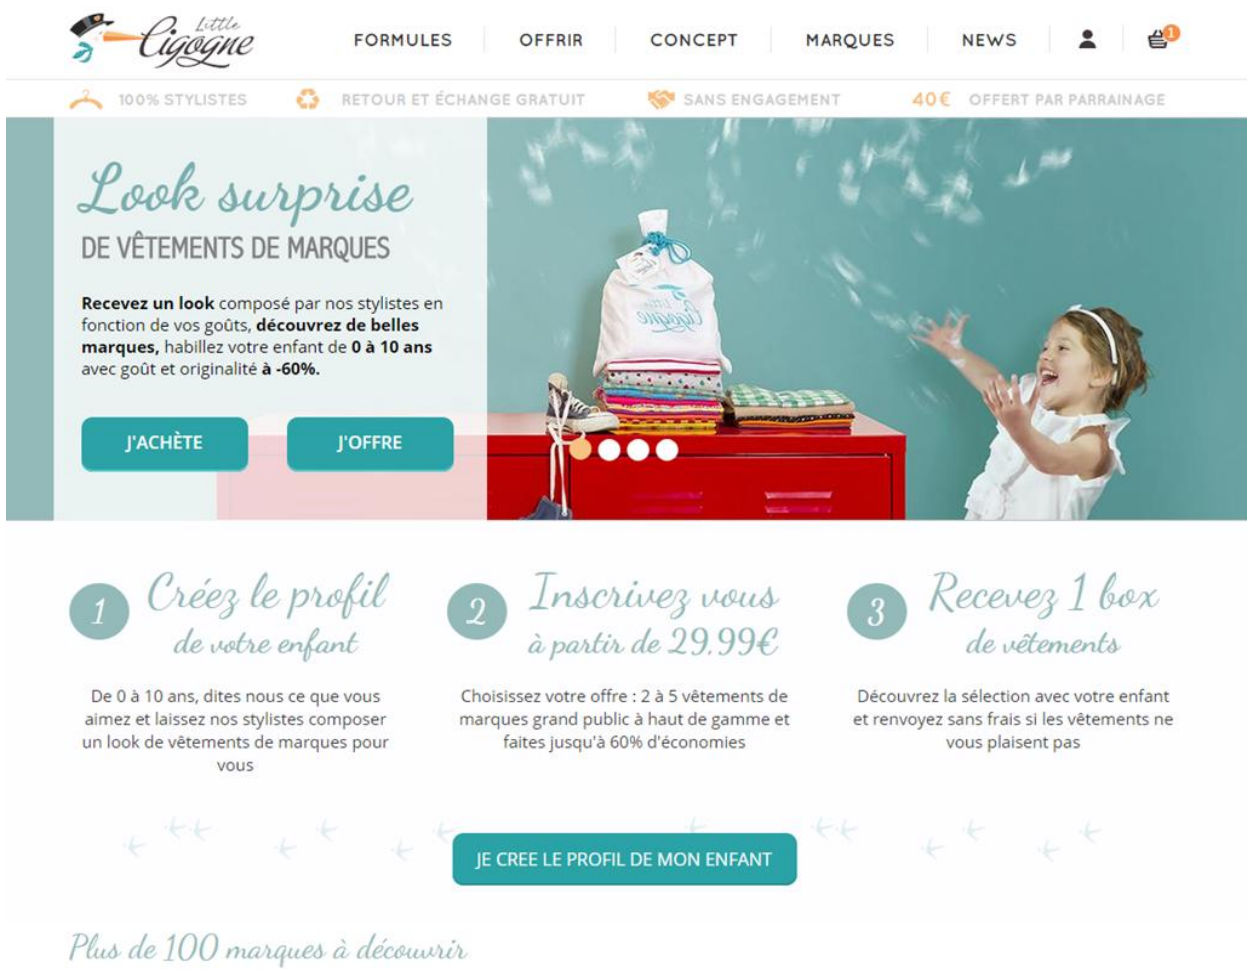 Little
Cigogne
FORMULES OFFRIR CONCEPT MARQUES NEWS 1
100% STYLISTES RETOUR ET ÉCHANGE GRATUIT SANS ENGAGEMENT 40€ OFFERT PAR PARRAINAGE
Look surprise
DE VÊTEMENTS DE MARQUES
Recevez un look composé par nos stylistes en
fonction de vos goûts, découvrez de belles
marques, habillez votre enfant de 0 à 10 ans
avec goût et originalité à -60%.
J'ACHÈTE J'OFFRE
Little
Cigogne
1 Créez le profil
de votre enfant
De 0 à 10 ans, dites nous ce que vous
aimez et laissez nos stylistes composer
un look de vêtements de marques pour
vous
2 Inscrivez vous
à partir de 29.99€
Choisissez votre offre : 2 à 5 vêtements de
marques grand public à haut de gamme et
faites jusqu'à 60% d'économies
3 Recevez 1 box
de vêtements
Découvrez la sélection avec votre enfant
et renvoyez sans frais si les vêtements ne
vous plaisent pas
JE CREE LE PROFIL DE MON ENFANT
Plus de 100 marques à découvrir